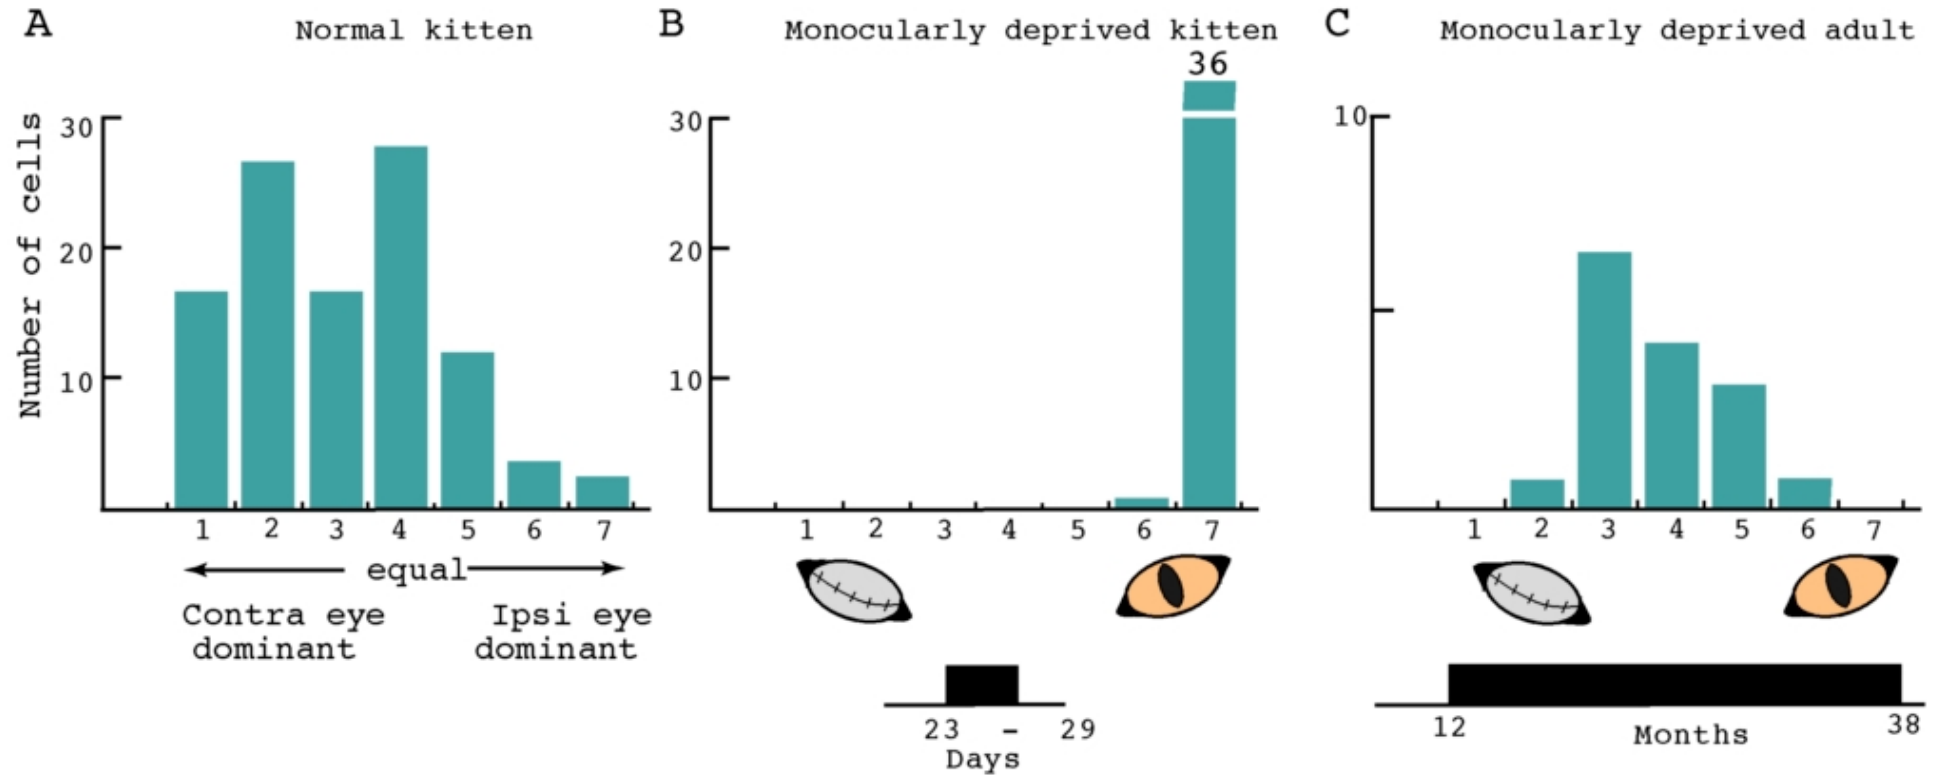 A
Normal kitten
Number of cells
30
20
10
1 2 3 4 5 6 7
equal
Contra eye dominant
Ipsi eye dominant
B
Monocularly deprived kitten
36
30
20
10
1 2 3 4 5 6 7
23 – 29
Days
C
Monocularly deprived adult
10
1 2 3 4 5 6 7
12
38
Months